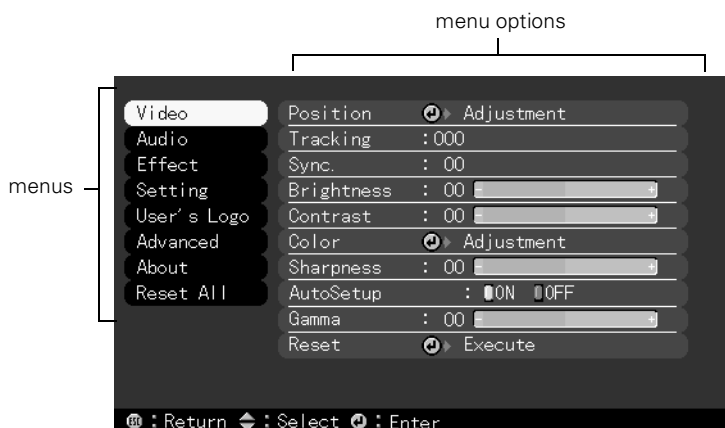 menu options
menus
Video
Audio
Effect
Setting
User's Logo
Advanced
About
Reset All
Position Adjustment
Tracking :000
Sync. : 00
Brightness : 00 - +
Contrast : 00 - +
Color Adjustment
Sharpness : 00 - +
AutoSetup : ON OFF
Gamma : 00 - +
Reset Execute
ESC :Return :Select :Enter